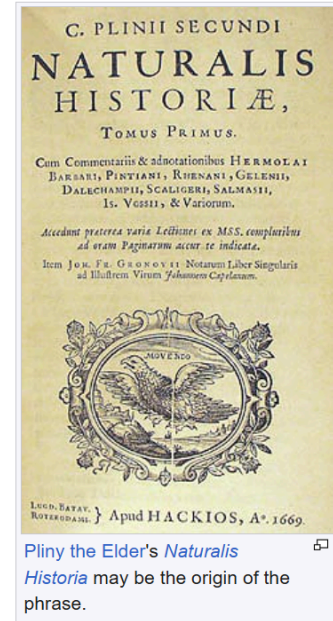 C. PLINII SECUNDI
NATURALIS
HISTORIÆ,
TOMUS PRIMUS.
Cum Commentariis & adnotationibus HERMOLAI
BARBARI, PINTIANI, RHENANI, GELENII,
DALECHAMPII, SCALIGERI, SALMASII,
IS. VOSSII, & Variorum.
Accedunt præterea variæ Lectiones ex MSS. compluribus
ad oram Paginarum accur te indicatæ.
Item JOH. FR. GRONOVII Notarum Liber Singularis
ad Illustrem Virum Johannem Capelanum.
MOVENDO
LUGD. BATAV.
ROTERODAMI. } Apud HACKIOS, Aº. 1669.
Pliny the Elder's Naturalis
Historia may be the origin of the
phrase.